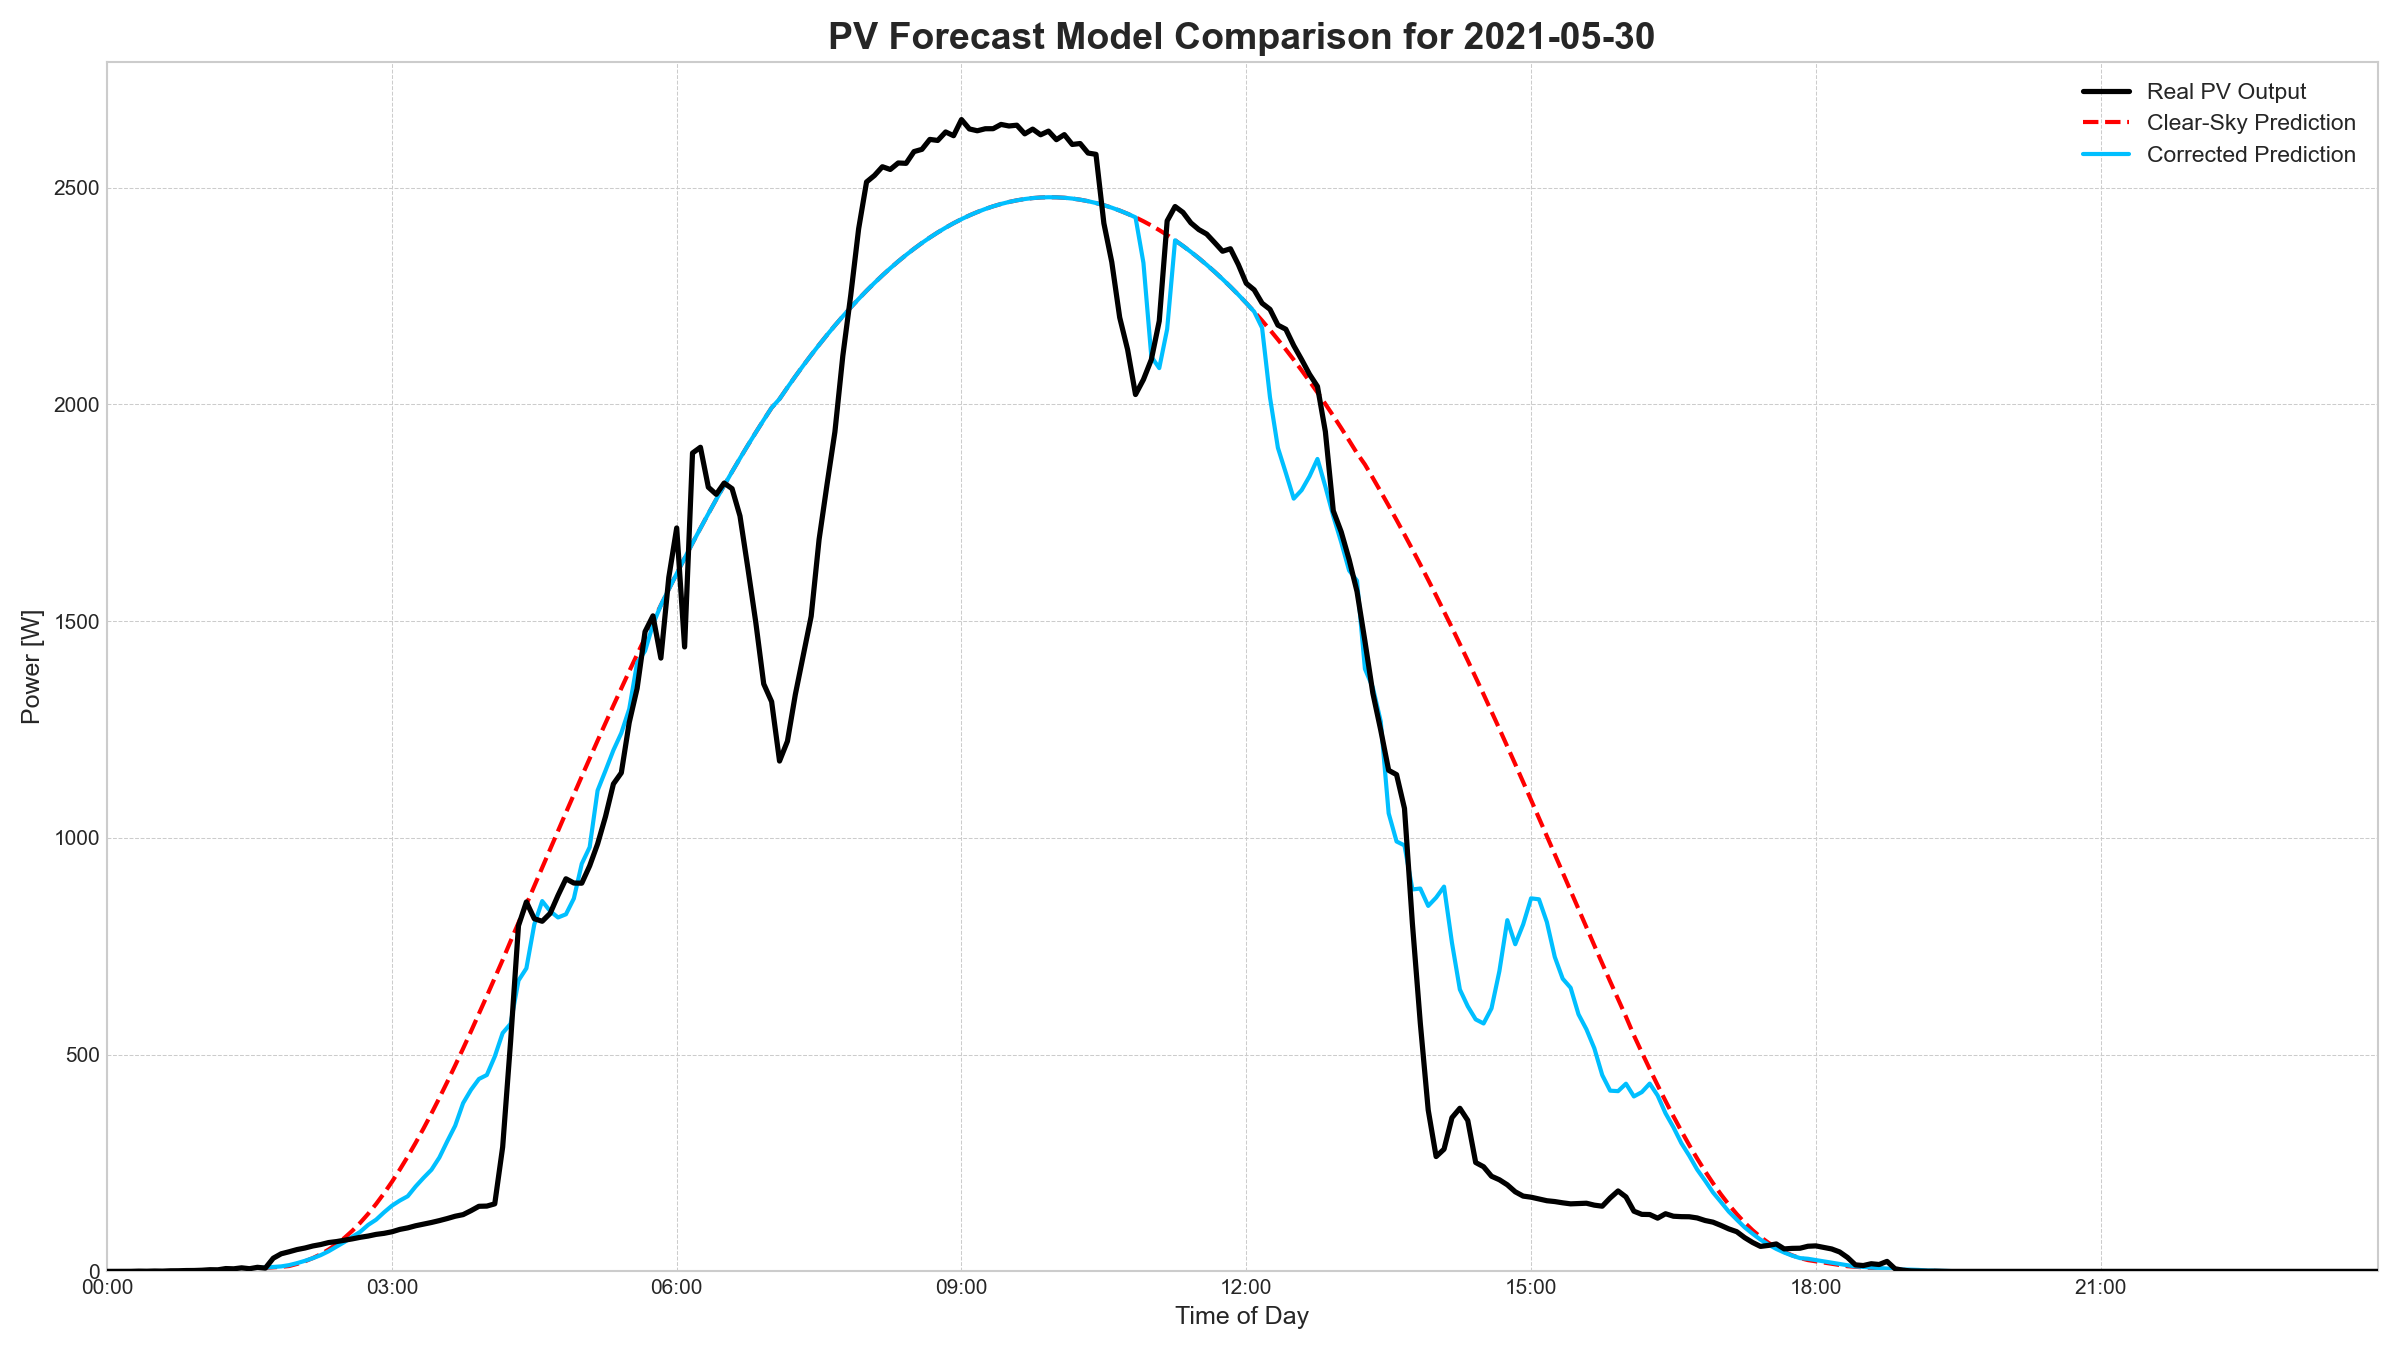 PV Forecast Model Comparison for 2021-05-30
Real PV Output
Clear-Sky Prediction
Corrected Prediction
2500
2000
1500
1000
500
0
Power [W]
00:00 03:00 06:00 09:00 12:00 15:00 18:00 21:00
Time of Day